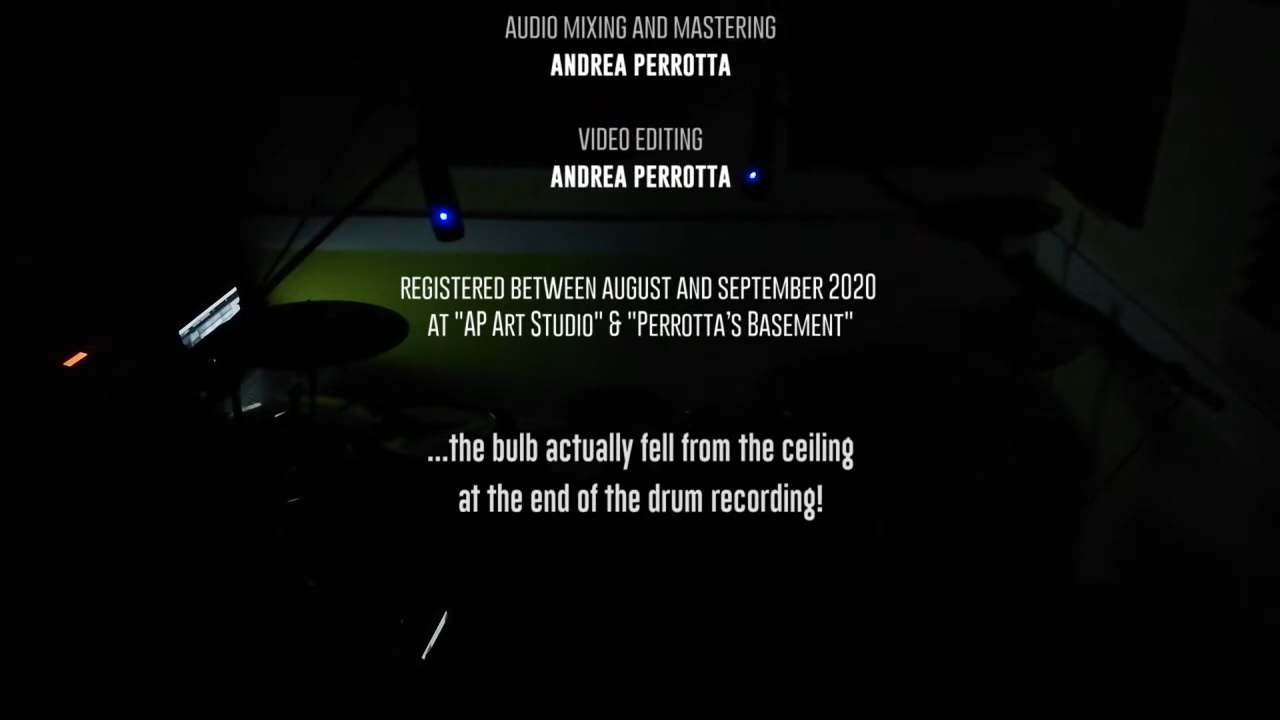 AUDIO MIXING AND MASTERING
ANDREA PERROTTA
VIDEO EDITING
ANDREA PERROTTA
REGISTERED BETWEEN AUGUST AND SEPTEMBER 2020
AT "AP ART STUDIO" & "PERROTTA’S BASEMENT"
...the bulb actually fell from the ceiling
at the end of the drum recording!